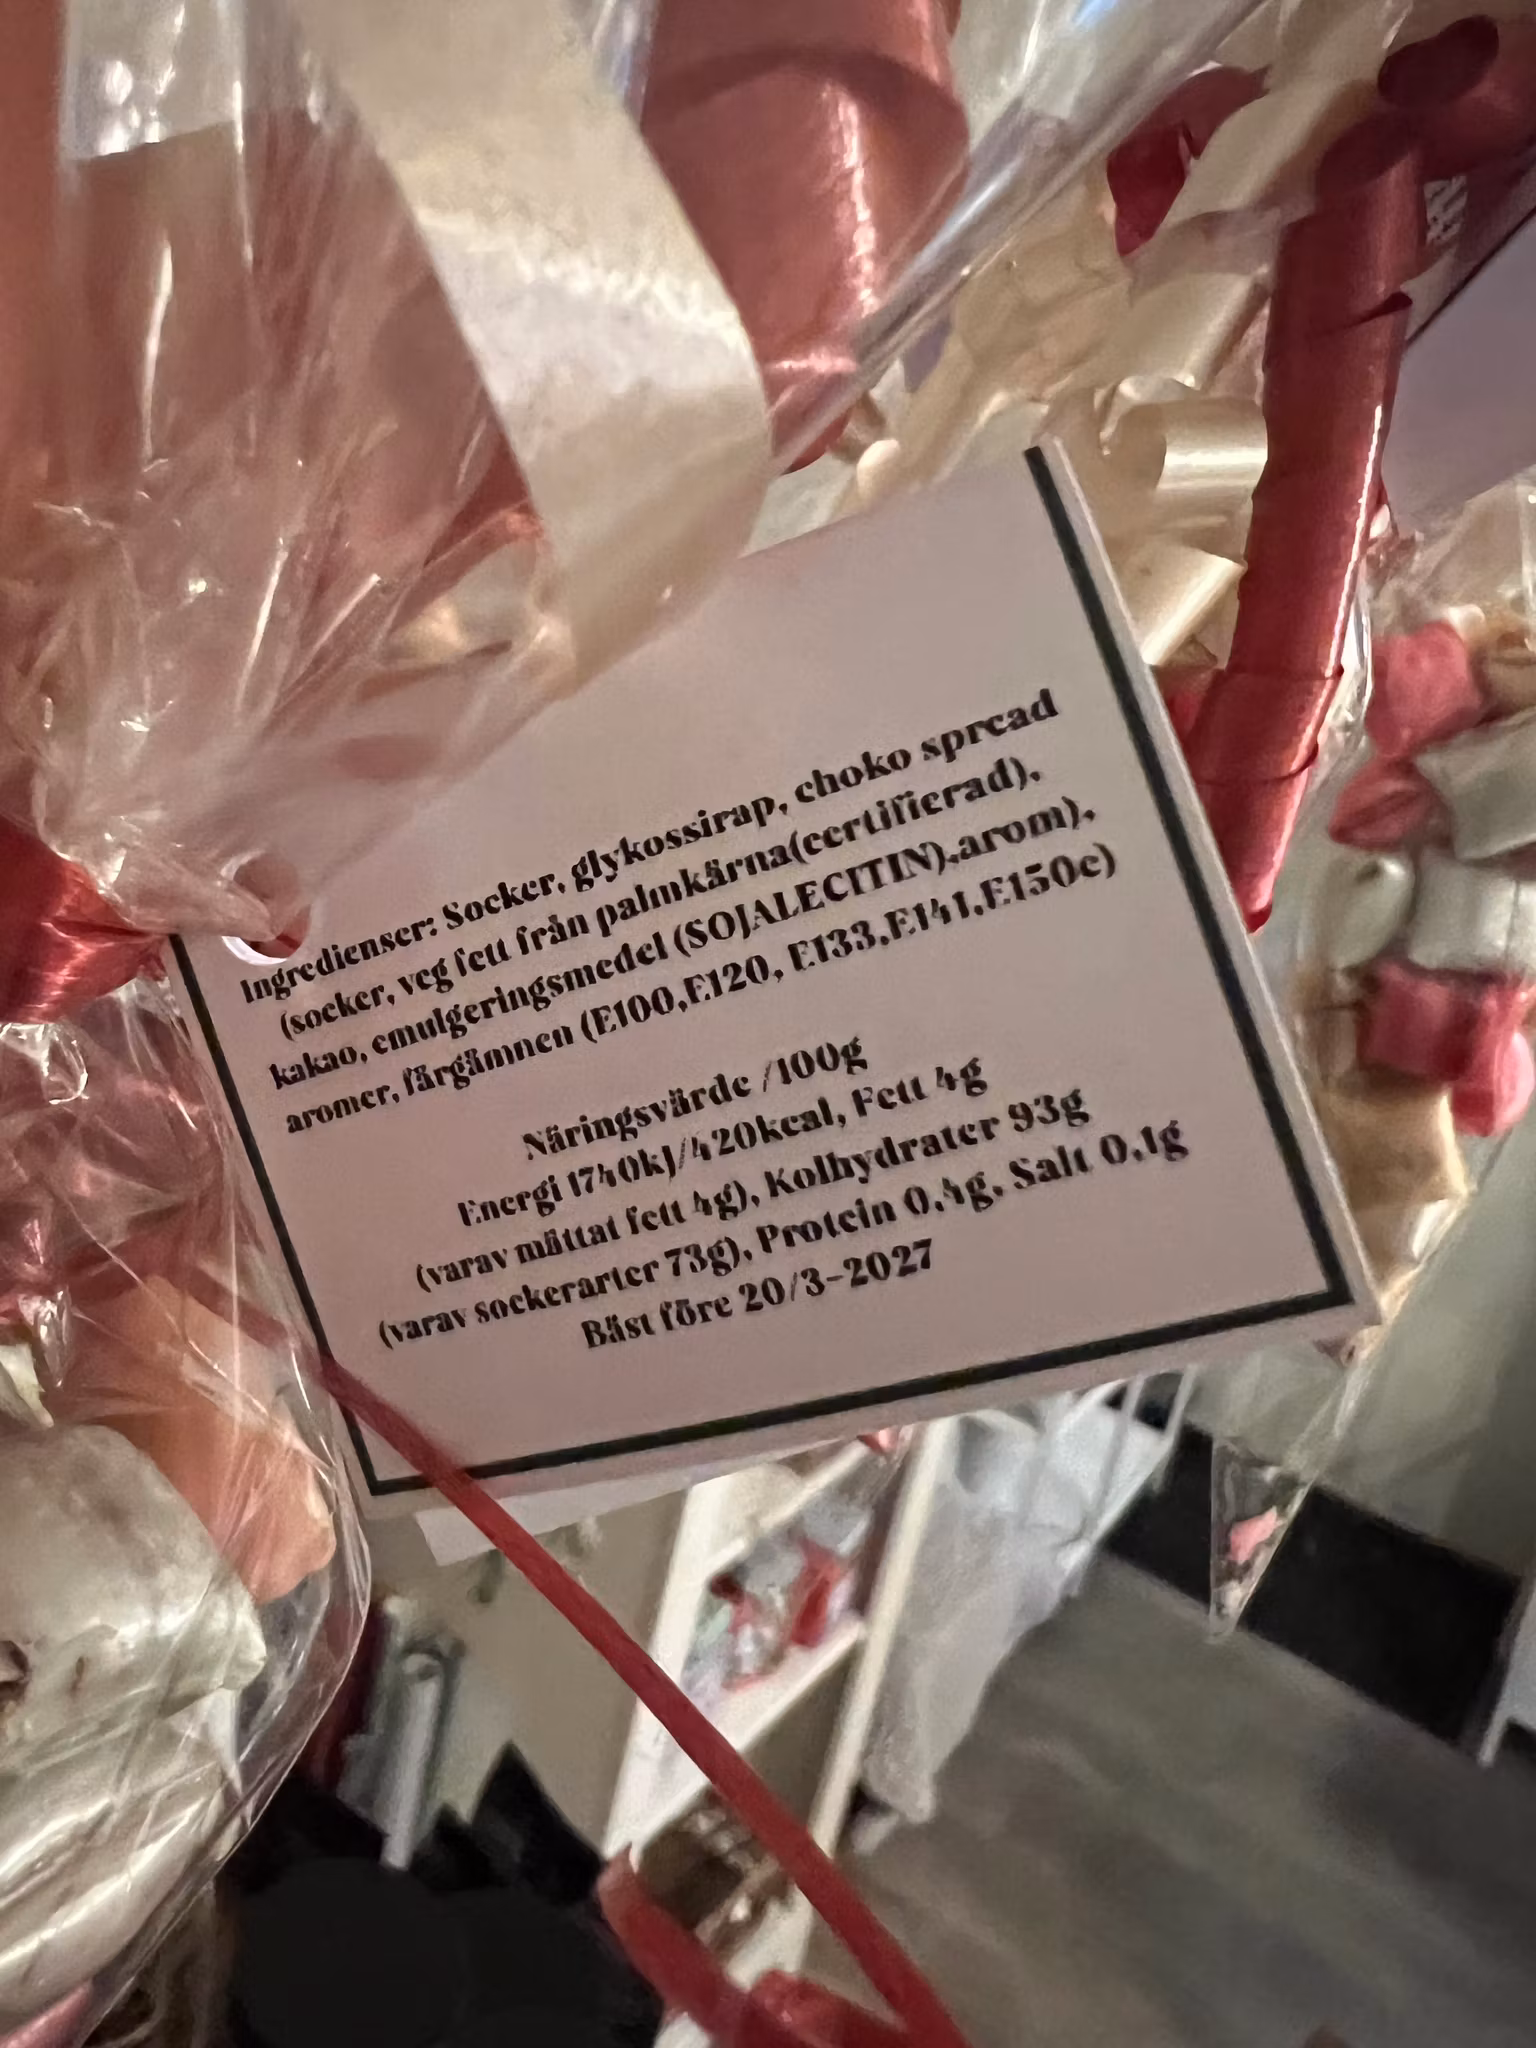 Ingredienser: Socker, glykossirap, choko spread
(socker, veg fett från palmkärna(certifierad),
kakao, emulgeringsmedel (SOJALECITIN),arom),
aromer, färgämnen (E100,E120, E133,E141,E150c)
Näringsvärde /100g
Energi 1740kJ/420kcal, Fett 4g
(varav mättat fett 4g), Kolhydrater 93g
(varav sockerarter 73g), Protein 0,4g, Salt 0,1g
Bäst före 20/3-2027